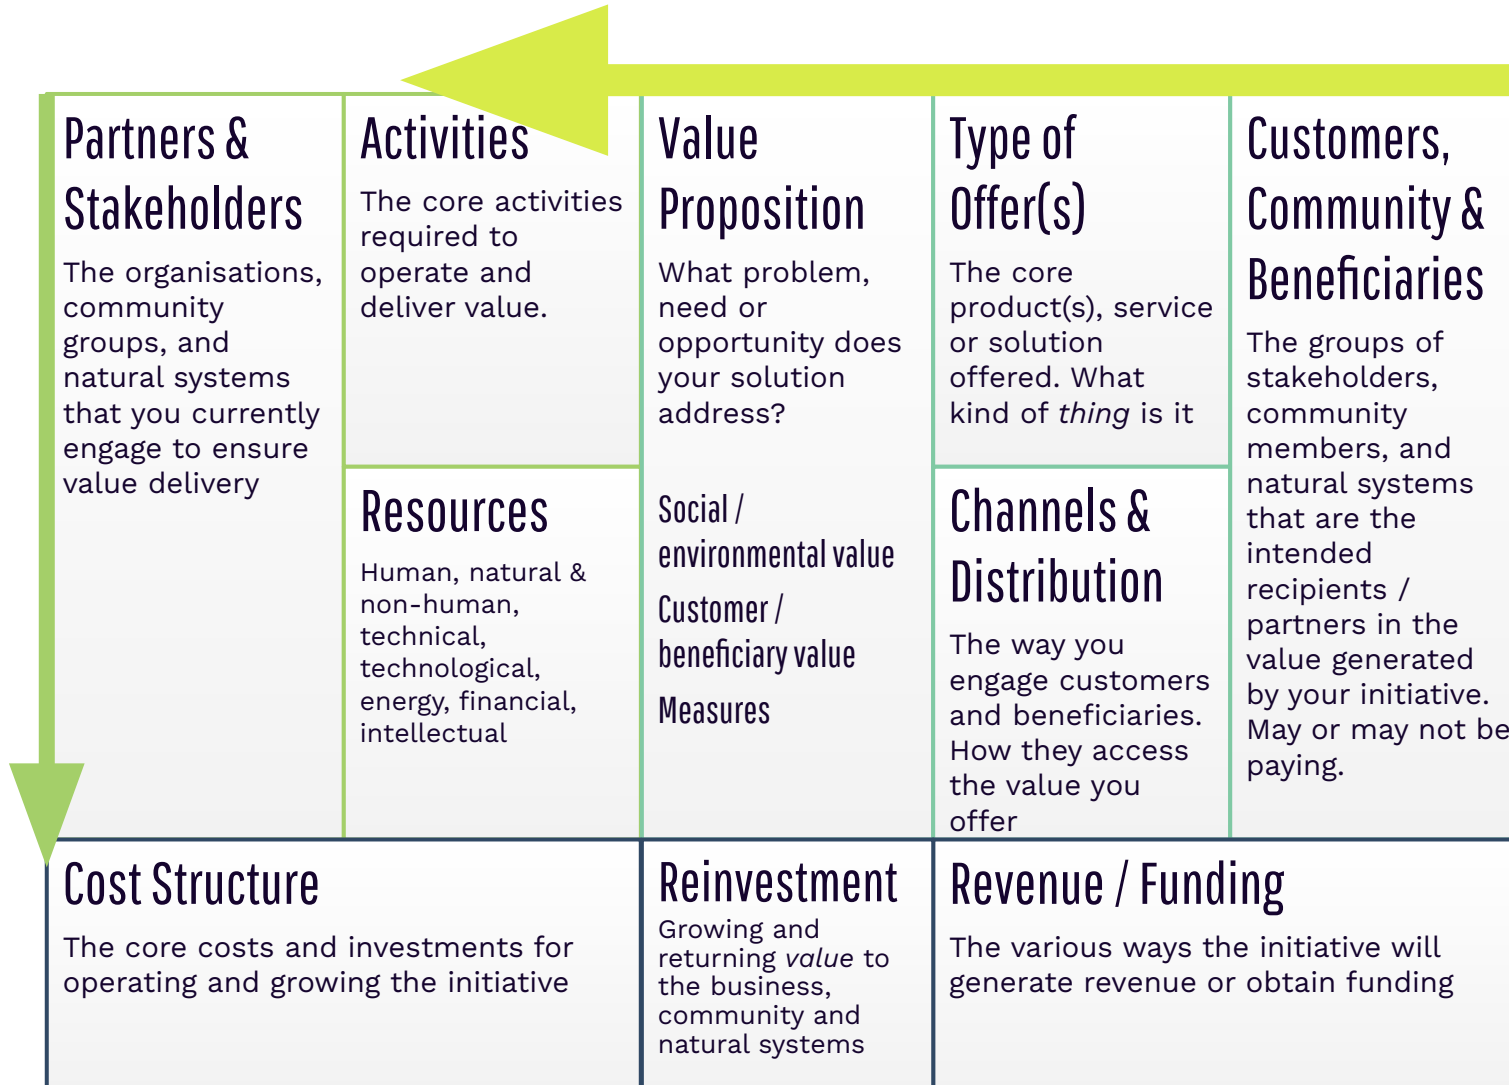 Partners &
Stakeholders
The organisations,
community
groups, and
natural systems
that you currently
engage to ensure
value delivery
Activities
The core activities
required to
operate and
deliver value.
Resources
Human, natural &
non-human,
technical,
technological,
energy, financial,
intellectual
Value
Proposition
What problem,
need or
opportunity does
your solution
address?
Social /
environmental value
Customer /
beneficiary value
Measures
Type of
Offer(s)
The core
product(s), service
or solution
offered. What
kind of thing is it
Channels &
Distribution
The way you
engage customers
and beneficiaries.
How they access
the value you
offer
Customers,
Community &
Beneficiaries
The groups of
stakeholders,
community
members, and
natural systems
that are the
intended
recipients /
partners in the
value generated
by your initiative.
May or may not be
paying.
Cost Structure
The core costs and investments for
operating and growing the initiative
Reinvestment
Growing and
returning value to
the business,
community and
natural systems
Revenue / Funding
The various ways the initiative will
generate revenue or obtain funding